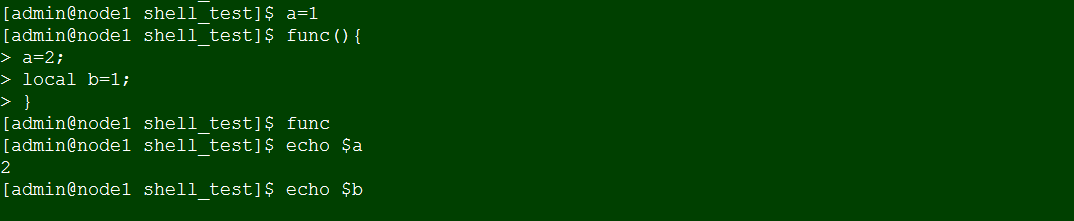 [admin@node1 shell_test]$ a=1
[admin@node1 shell_test]$ func(){
> a=2;
> local b=1;
> }
[admin@node1 shell_test]$ func
[admin@node1 shell_test]$ echo $a
2
[admin@node1 shell_test]$ echo $b